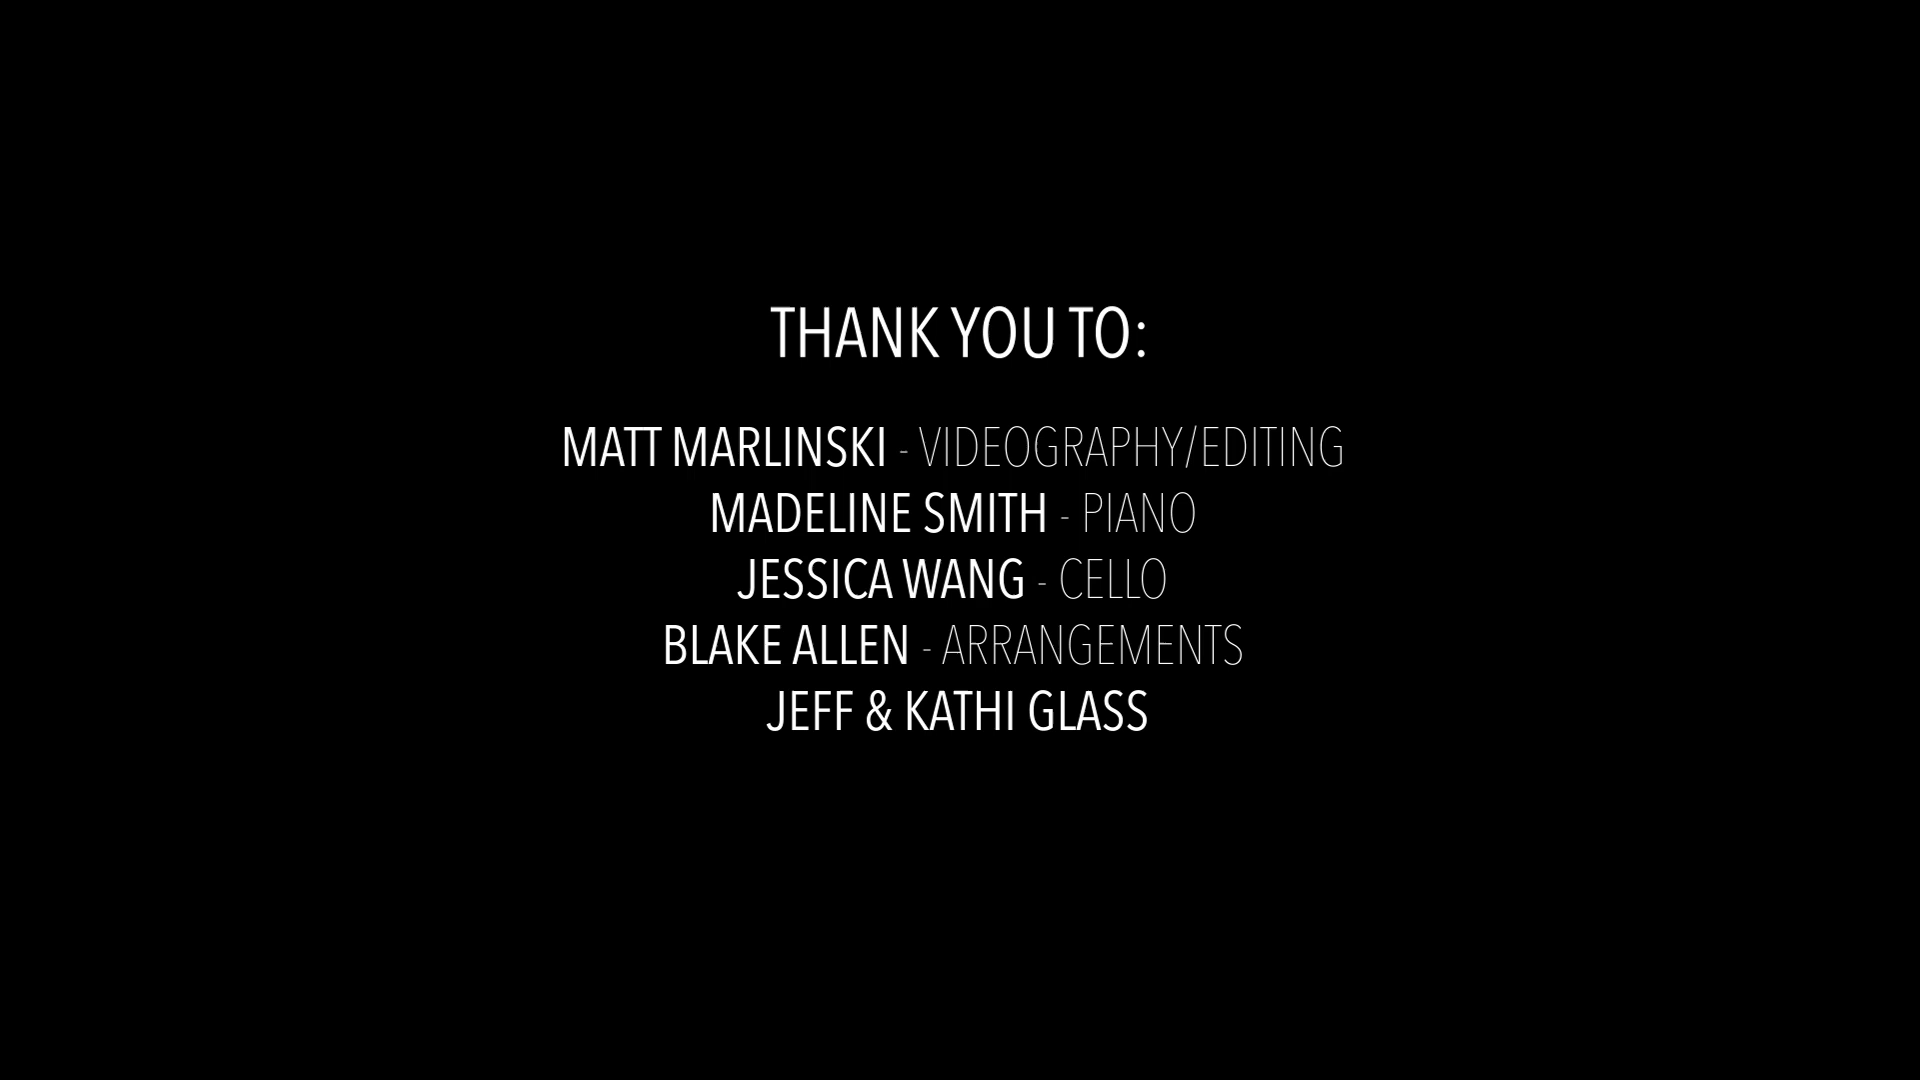 THANK YOU TO:
MATT MARLINSKI - VIDEOGRAPHY/EDITING
MADELINE SMITH - PIANO
JESSICA WANG - CELLO
BLAKE ALLEN - ARRANGEMENTS
JEFF & KATHI GLASS